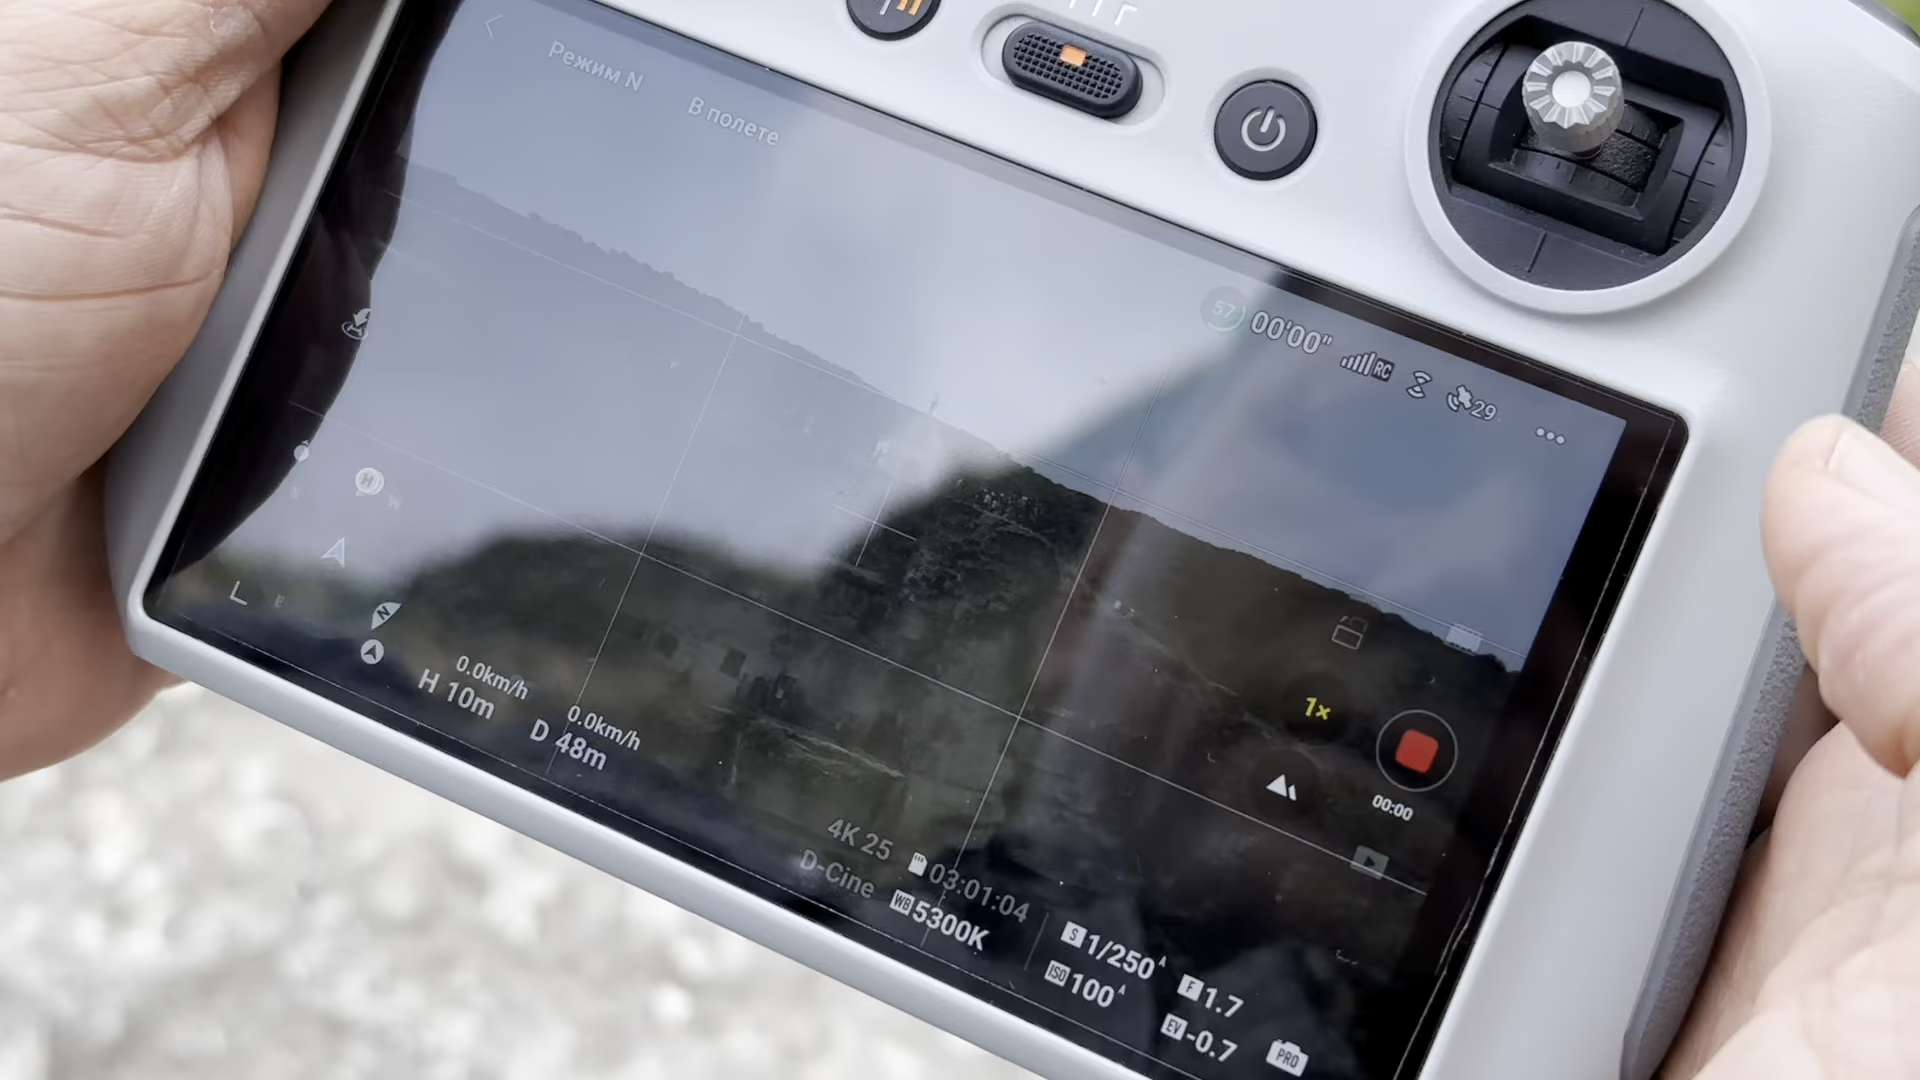 Режим N
В полете
57
00'00"
RC
29
H
W
S
E
N
0.0km/h
H 10m
0.0km/h
D 48m
1x
00:00
4K 25
03:01:04
D-Cine
WB 5300K
S 1/250 A
F 1.7
ISO 100 A
EV -0.7
PRO